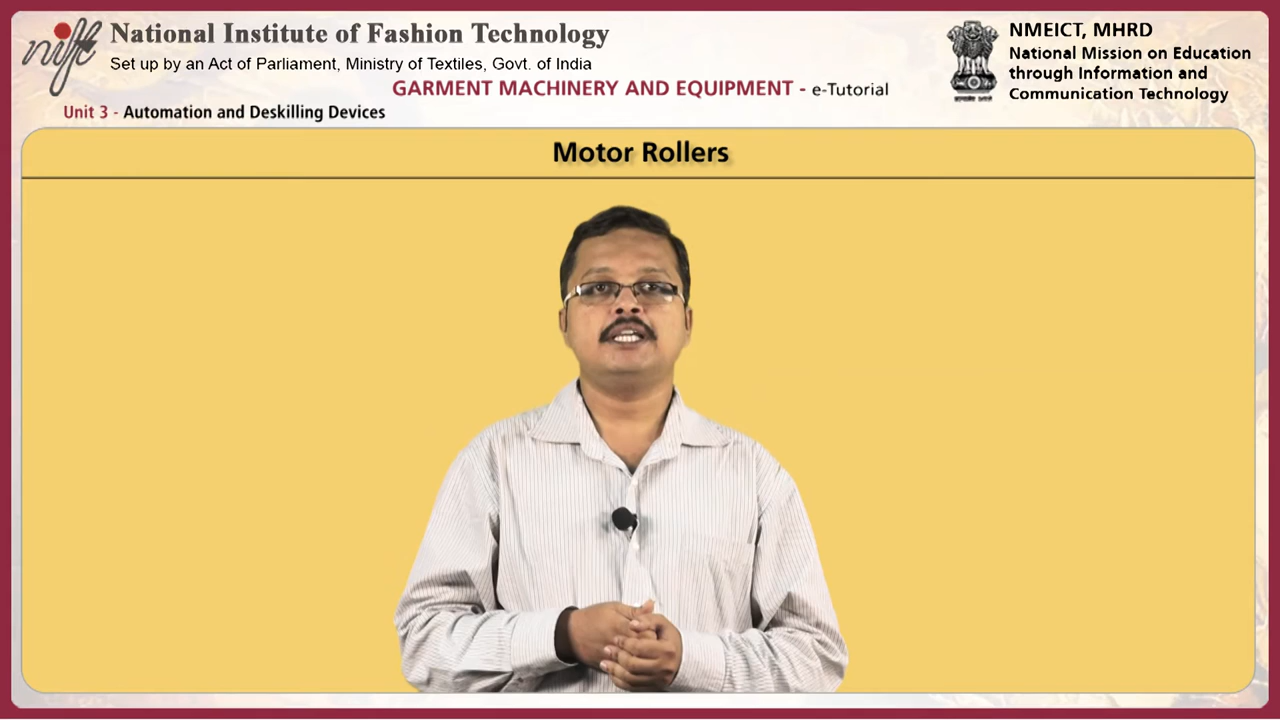 nift
National Institute of Fashion Technology
Set up by an Act of Parliament, Ministry of Textiles, Govt. of India
GARMENT MACHINERY AND EQUIPMENT - e-Tutorial
Unit 3 - Automation and Deskilling Devices
NMEICT, MHRD
National Mission on Education
through Information and
Communication Technology
Motor Rollers